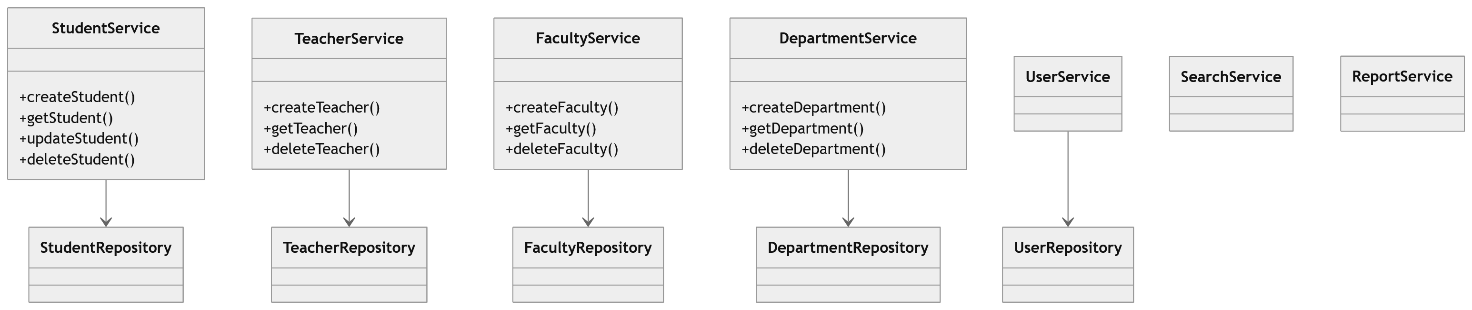 StudentService
+createStudent()
+getStudent()
+updateStudent()
+deleteStudent()
TeacherService
+createTeacher()
+getTeacher()
+deleteTeacher()
FacultyService
+createFaculty()
+getFaculty()
+deleteFaculty()
DepartmentService
+createDepartment()
+getDepartment()
+deleteDepartment()
UserService
SearchService
ReportService
StudentRepository
TeacherRepository
FacultyRepository
DepartmentRepository
UserRepository